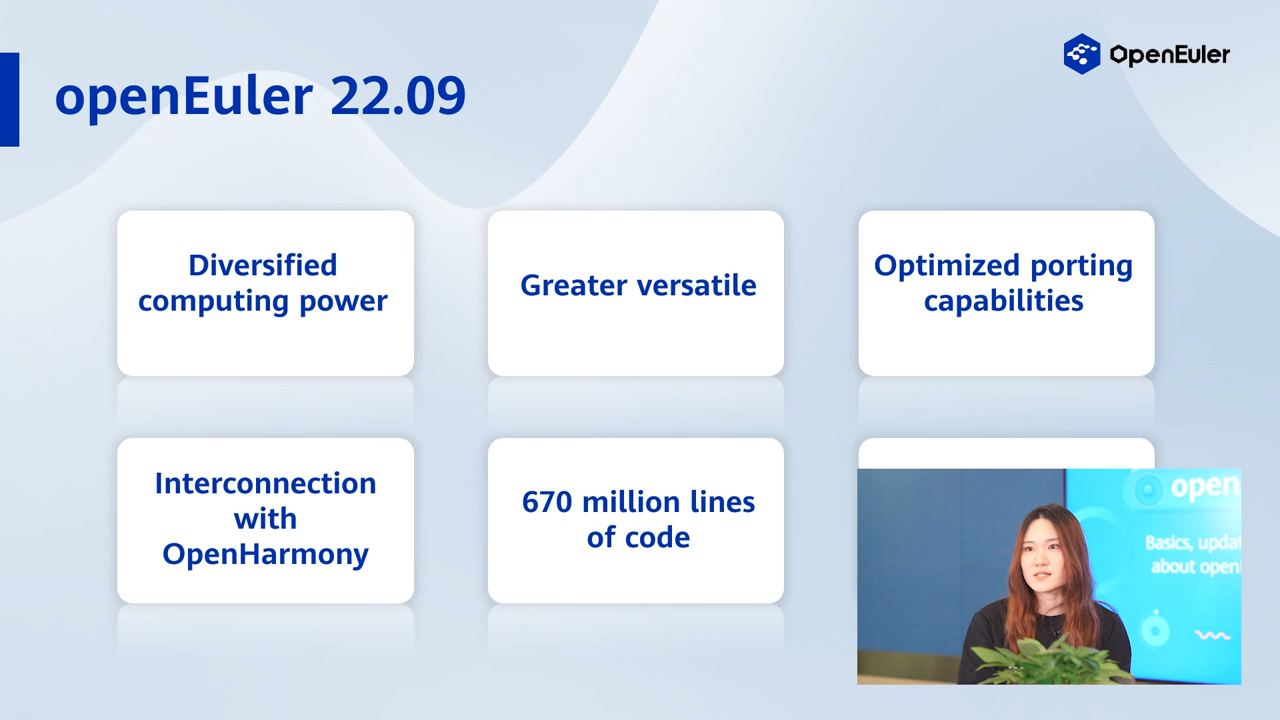 OpenEuler
openEuler 22.09
Diversified
computing power
Greater versatile
Optimized porting
capabilities
Interconnection
with
OpenHarmony
670 million lines
of code
open
Basics, updat
about open